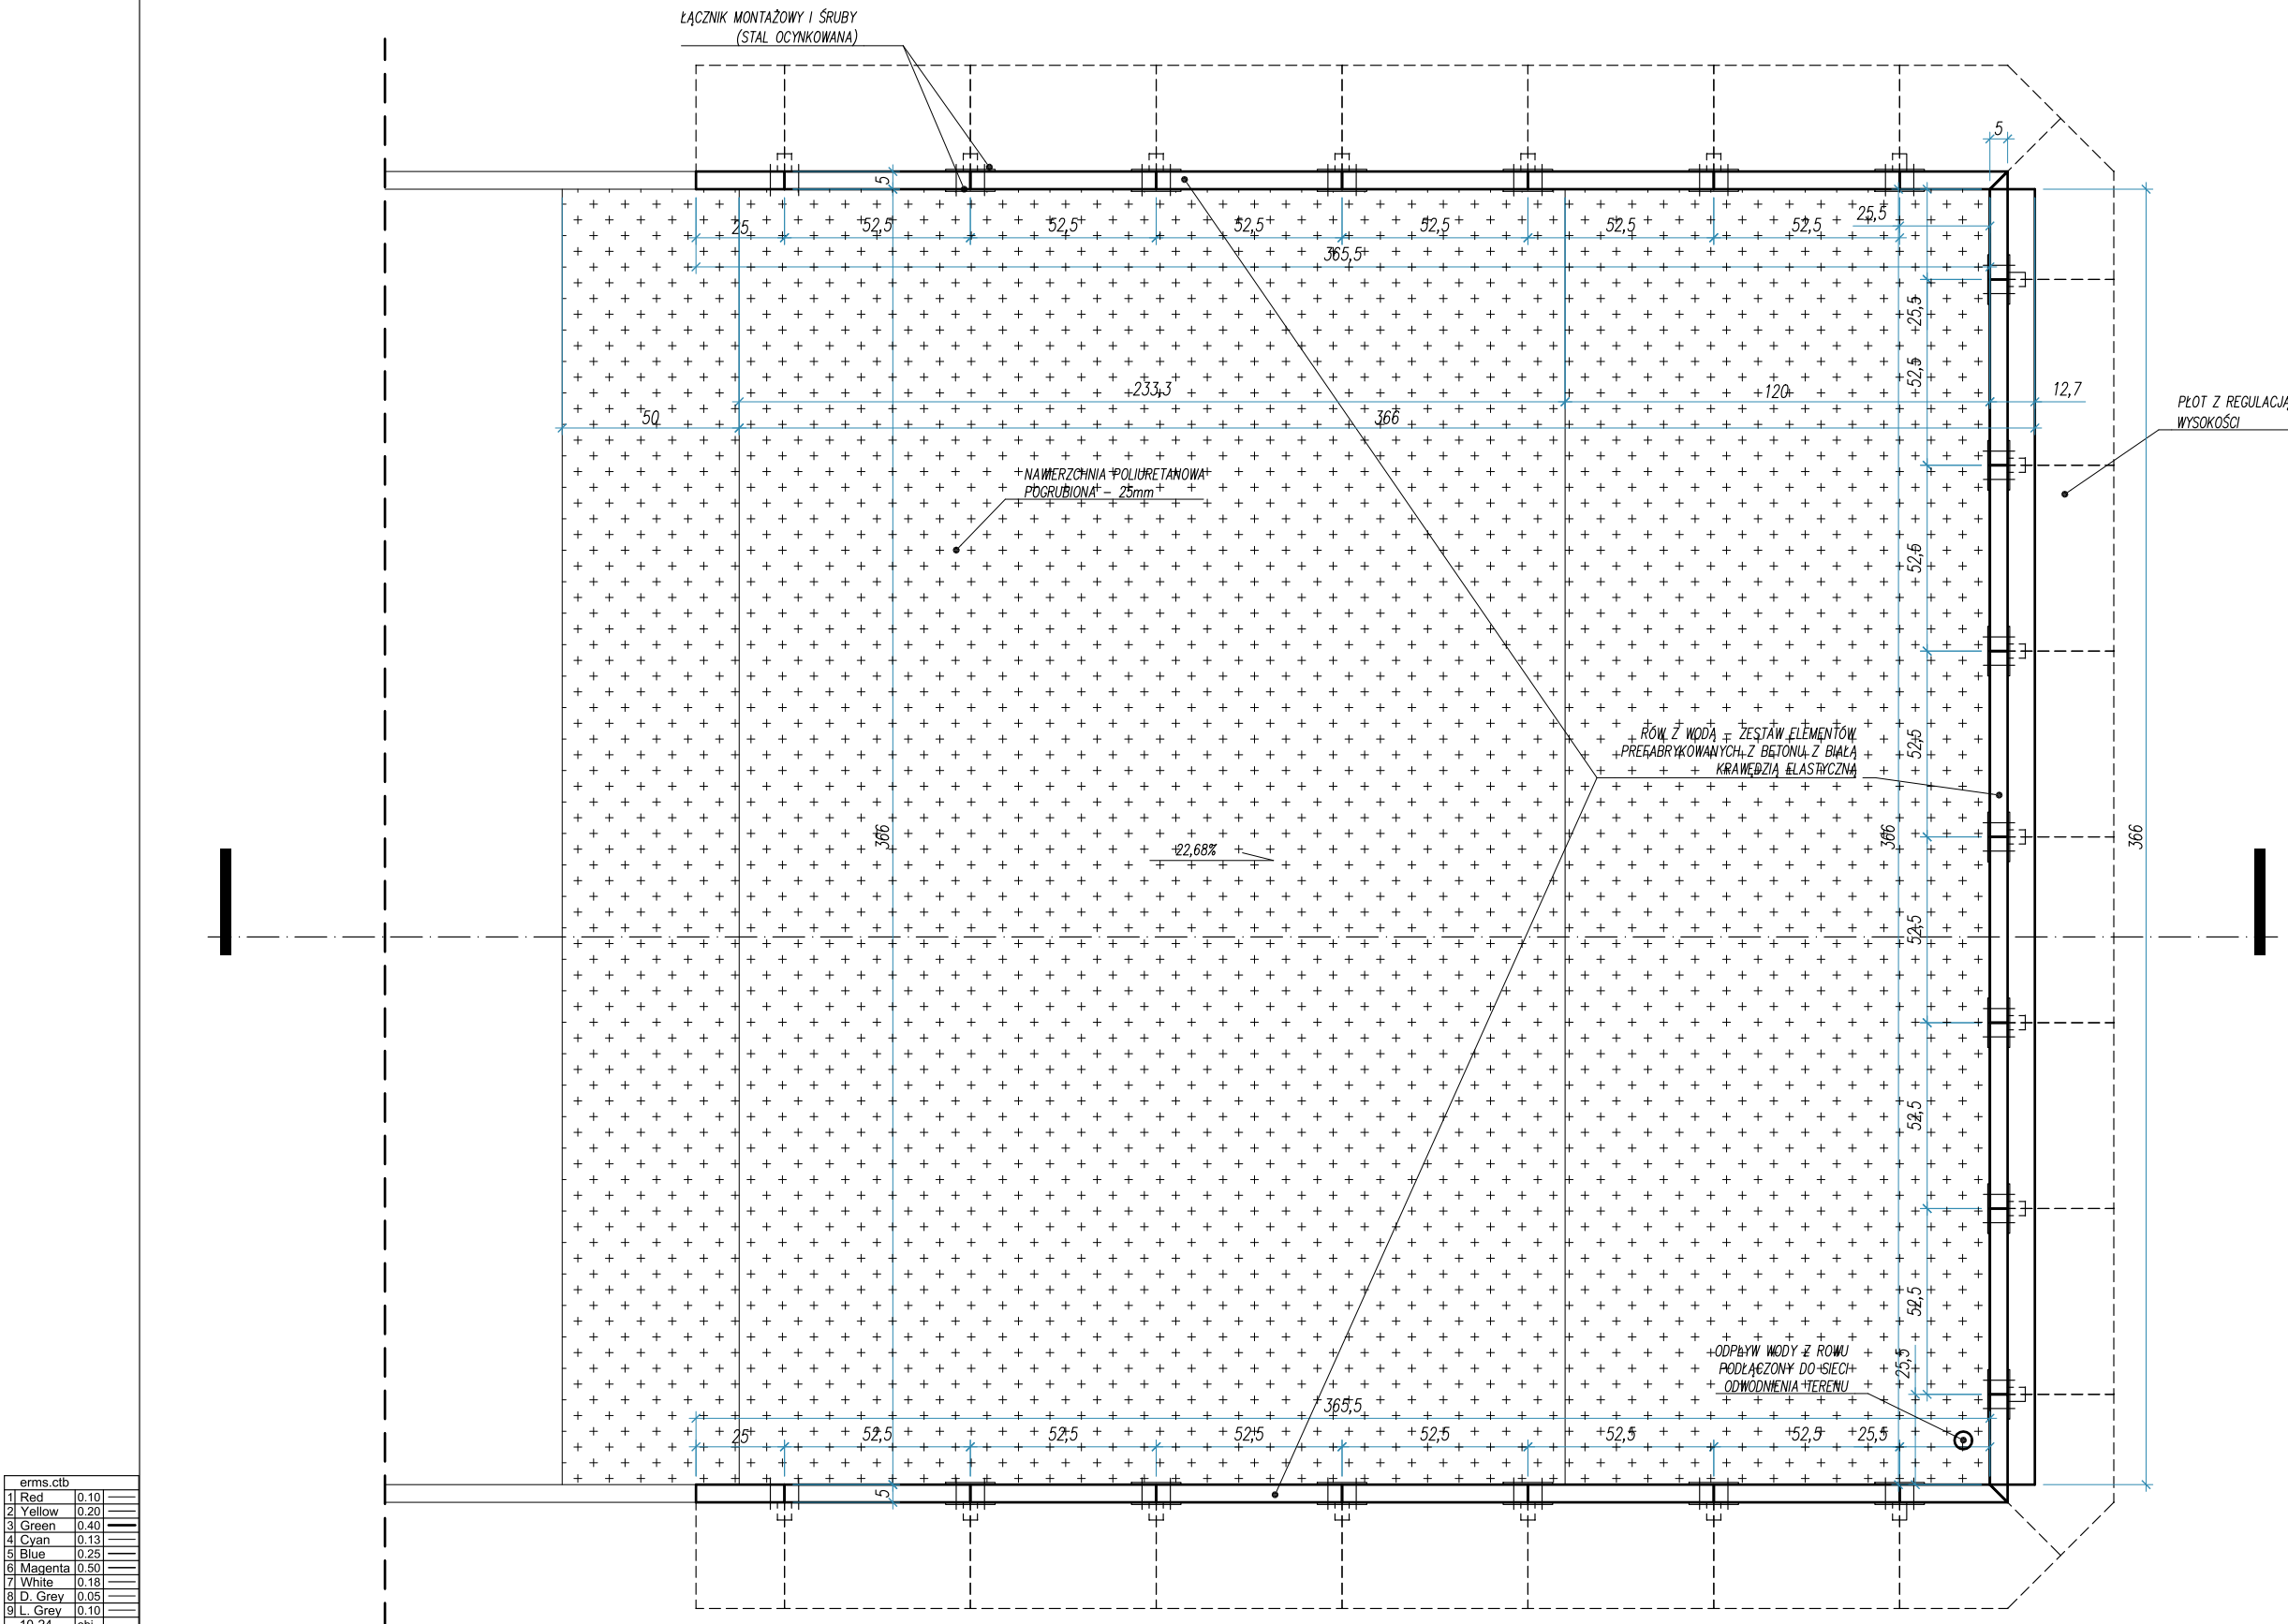 ŁĄCZNIK MONTAŻOWY I ŚRUBY
(STAL OCYNKOWANA)
5
5
25
52,5
52,5
52,5
52,5
52,5
52,5
25,5
365,5
25,5
52,5
233,3
120
12,7
50
366
PŁOT Z REGULACJĄ
WYSOKOŚCI
NAWIERZCHNIA POLIURETANOWA
POGRUBIONA - 25mm
52,5
RÓW Z WODĄ - ZESTAW ELEMENTÓW
PREFABRYKOWANYCH Z BETONU Z BIAŁĄ
KRAWĘDZIĄ ELASTYCZNĄ
52,5
366
366
366
22,68%
52,5
52,5
52,5
ODPŁYW WODY Z ROWU
PODŁĄCZONY DO SIECI
ODWODNIENIA TERENU
25,5
365,5
25
52,5
52,5
52,5
52,5
52,5
52,5
25,5
5
erms.ctb
1 Red 0.10
2 Yellow 0.20
3 Green 0.40
4 Cyan 0.13
5 Blue 0.25
6 Magenta 0.50
7 White 0.18
8 D. Grey 0.05
9 L. Grey 0.10